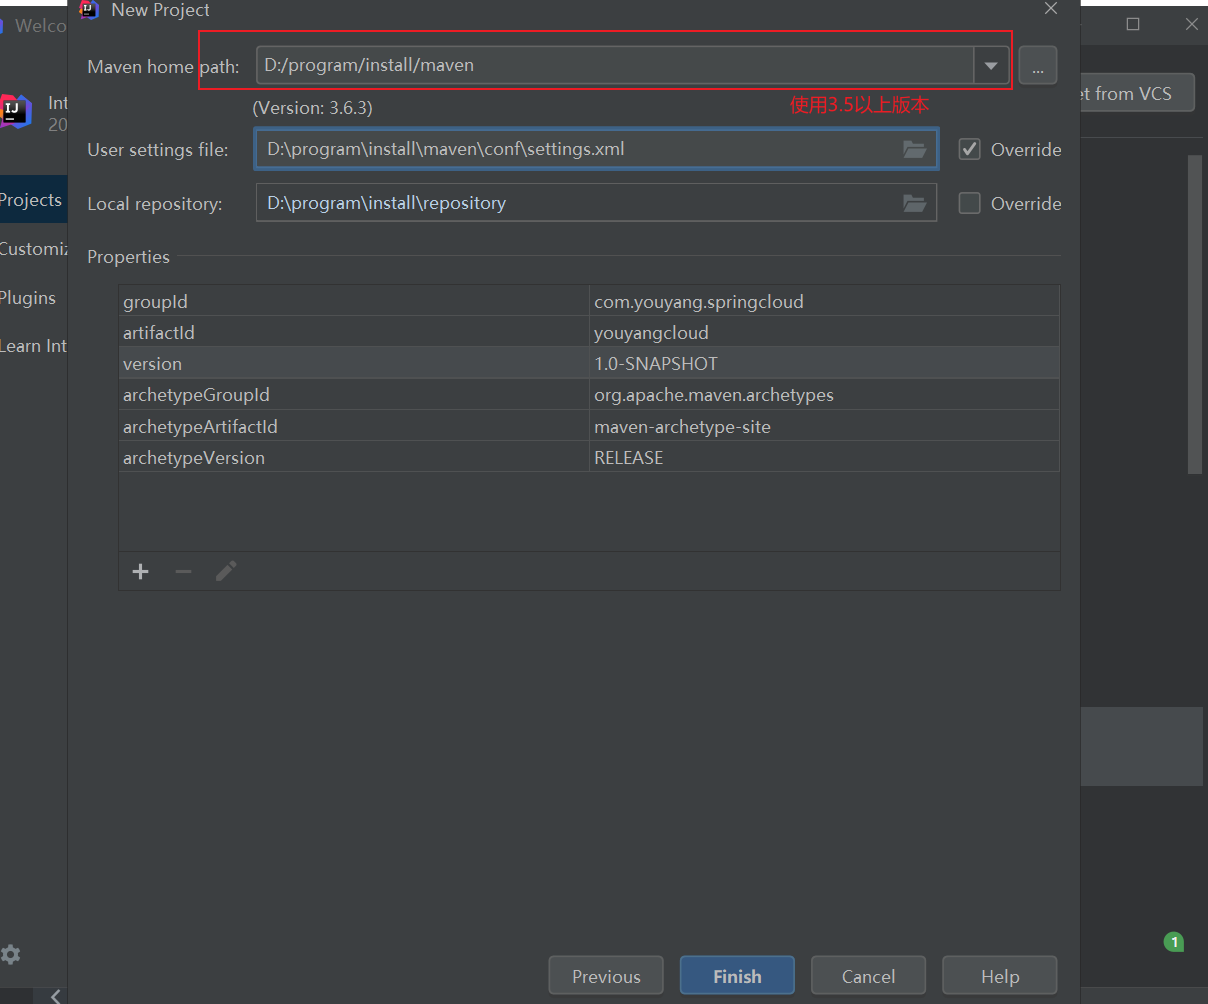 New Project
Welco
Maven home path:
D:/program/install/maven
...
(Version: 3.6.3)
使用3.5以上版本
et from VCS
IJ
Int
20
User settings file:
D:\program\install\maven\conf\settings.xml
Override
Local repository:
D:\program\install\repository
Override
Projects
Customiz
Plugins
Learn Int
Properties
groupId com.youyang.springcloud
artifactId youyangcloud
version 1.0-SNAPSHOT
archetypeGroupId org.apache.maven.archetypes
archetypeArtifactId maven-archetype-site
archetypeVersion RELEASE
1
Previous
Finish
Cancel
Help